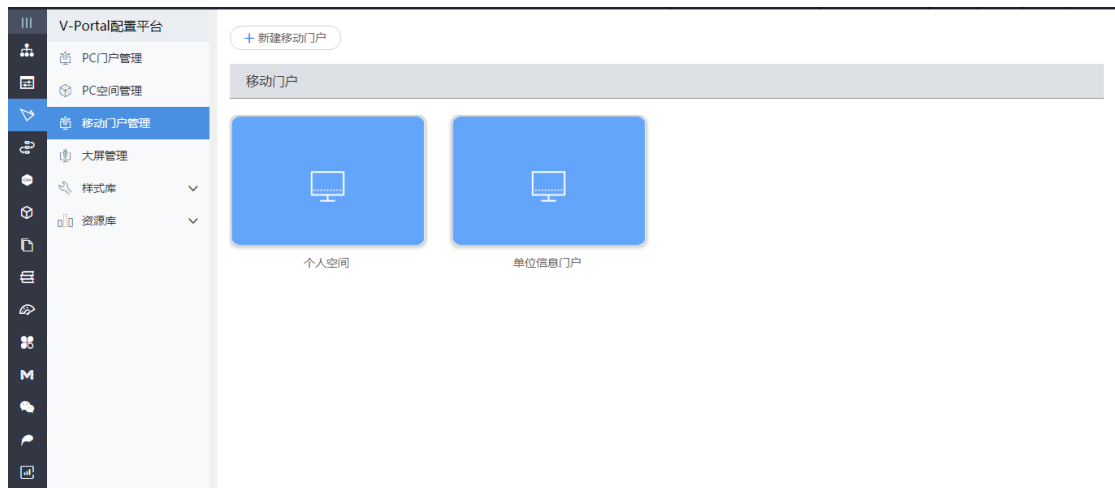 V-Portal配置平台
PC门户管理
PC空间管理
移动门户管理
大屏管理
样式库
资源库
+ 新建移动门户
移动门户
个人空间
单位信息门户
M